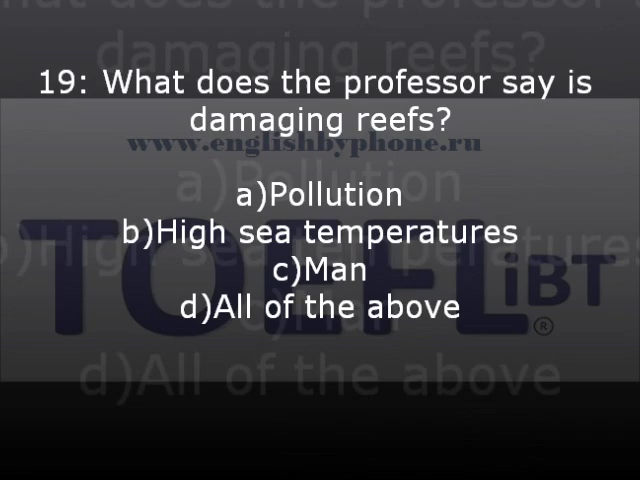 19: What does the professor say is
damaging reefs?
www.englishbyphone.ru
a)Pollution
b)High sea temperatures
c)Man
d)All of the above
TOEFL iBT®